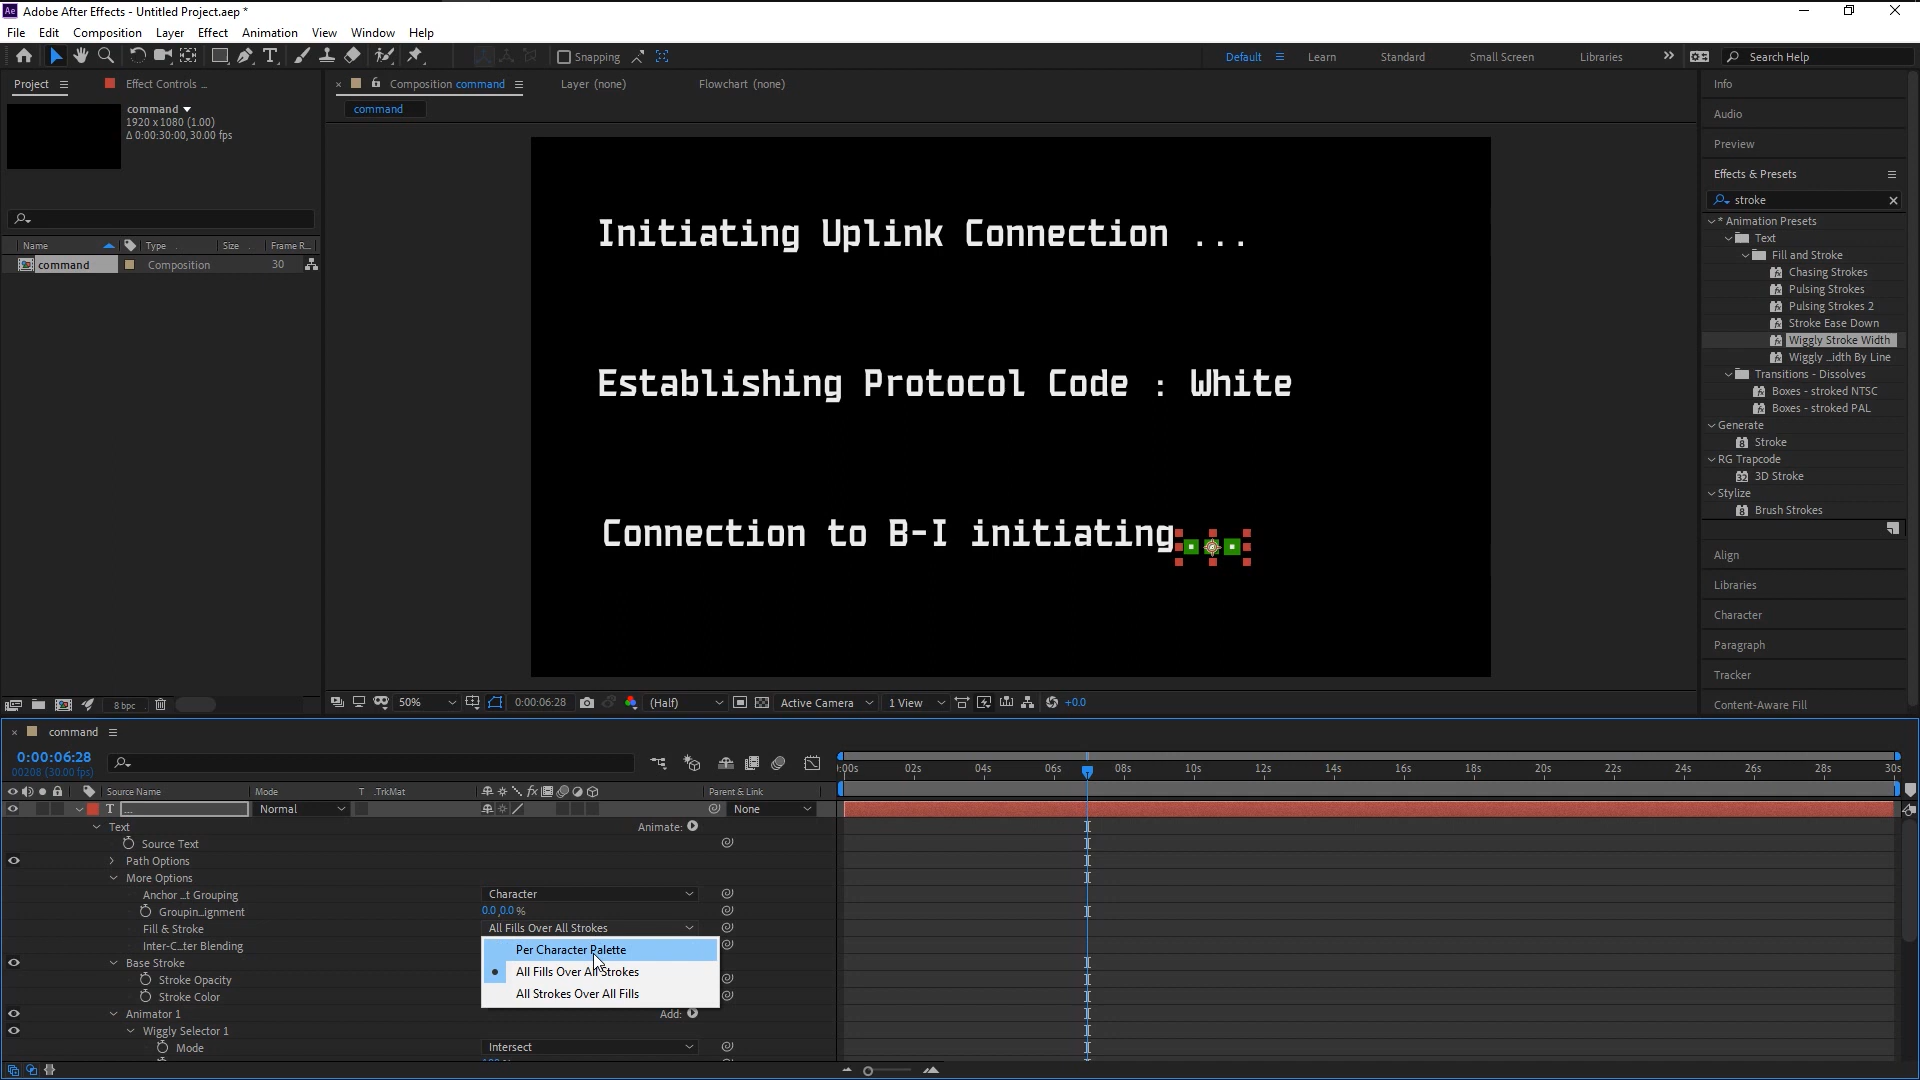 Adobe After Effects - Untitled Project.aep *
File Edit Composition Layer Effect Animation View Window Help
Snapping Default Learn Standard Small Screen Libraries Search Help
Project Effect Controls ...
Composition command Layer (none) Flowchart (none)
command
1920 x 1080 (1.00)
Δ 0:00:30:00, 30.00 fps
command
Name Type Size Frame R...
command Composition 30
8 bpc
Initiating Uplink Connection ...
Establishing Protocol Code : White
Connection to B-I initiating...
50% 0:00:06:28 (Half) Active Camera 1 View +0.0
Info
Audio
Preview
Effects & Presets
stroke
* Animation Presets
Text
Fill and Stroke
Chasing Strokes
Pulsing Strokes
Pulsing Strokes 2
Stroke Ease Down
Wiggly Stroke Width
Wiggly ...idth By Line
Transitions - Dissolves
Boxes - stroked NTSC
Boxes - stroked PAL
Generate
Stroke
RG Trapcode
3D Stroke
Stylize
Brush Strokes
Align
Libraries
Character
Paragraph
Tracker
Content-Aware Fill
command
0:00:06:28
00208 (30.00 fps)
:00s 02s 04s 06s 08s 10s 12s 14s 16s 18s 20s 22s 24s 26s 28s 30s
Source Name Mode T .TrkMat Parent & Link
T ... Normal None
Text Animate:
Source Text
Path Options
More Options
Anchor ...t Grouping Character
Groupin...ignment 0.0,0.0 %
Fill & Stroke All Fills Over All Strokes
Inter-C...ter Blending
Per Character Palette
All Fills Over All Strokes
All Strokes Over All Fills
Base Stroke
Stroke Opacity
Stroke Color
Animator 1 Add:
Wiggly Selector 1
Mode Intersect